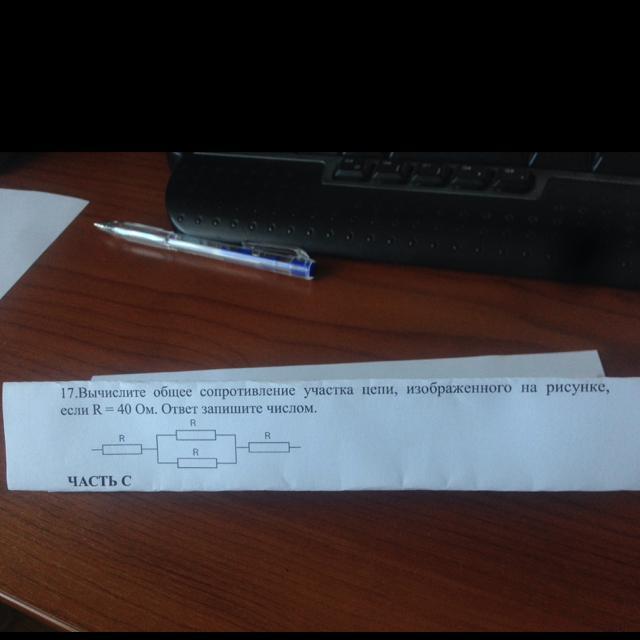 17.Вычислите общее сопротивление участка цепи, изображенного на рисунке,
если R = 40 Ом. Ответ запишите числом.
R
R
R
R
ЧАСТЬ С